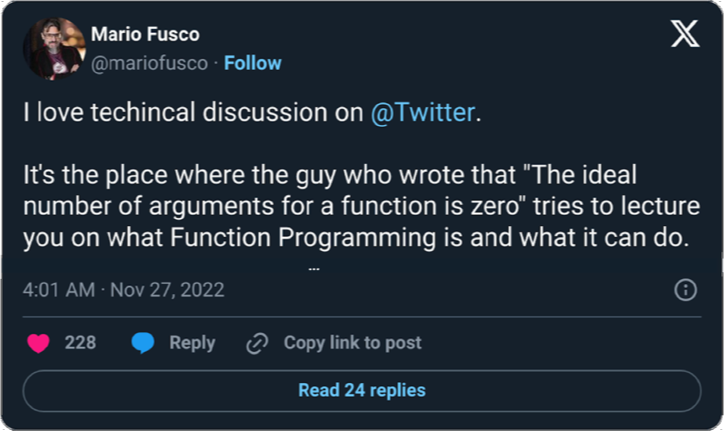 Mario Fusco
@mariofusco · Follow
I love techincal discussion on @Twitter.
It's the place where the guy who wrote that "The ideal
number of arguments for a function is zero" tries to lecture
you on what Function Programming is and what it can do.
...
4:01 AM · Nov 27, 2022
228 Reply Copy link to post
Read 24 replies